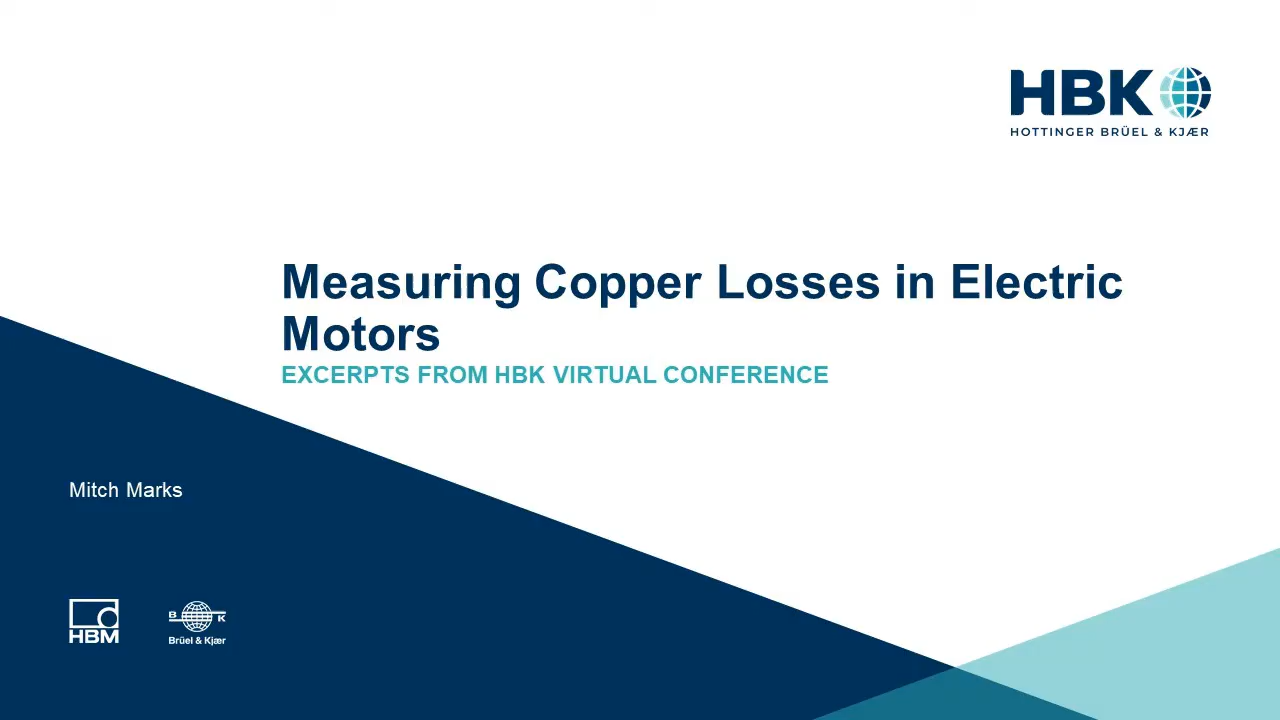 HBK
HOTTINGER BRÜEL & KJÆR
Measuring Copper Losses in Electric
Motors
EXCERPTS FROM HBK VIRTUAL CONFERENCE
Mitch Marks
HBM
B K
Brüel & Kjær